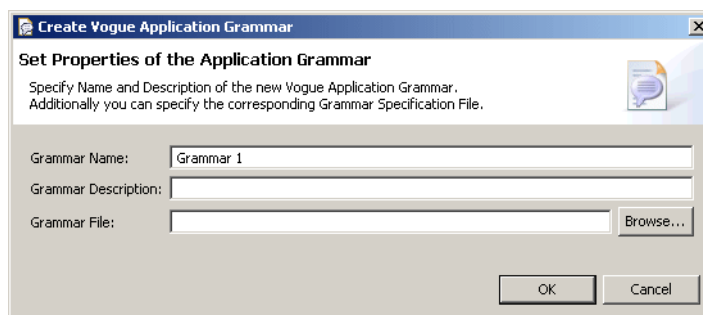 Create Vogue Application Grammar
Set Properties of the Application Grammar
Specify Name and Description of the new Vogue Application Grammar.
Additionally you can specify the corresponding Grammar Specification File.
Grammar Name: Grammar 1
Grammar Description:
Grammar File: Browse...
OK Cancel